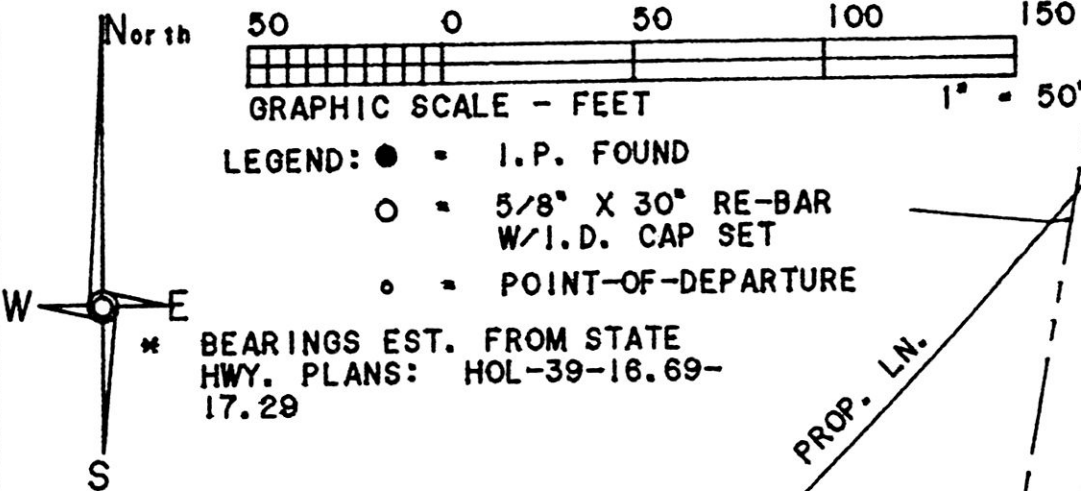 North
50 0 50 100 150
GRAPHIC SCALE - FEET 1" = 50'
LEGEND: ● = I.P. FOUND
○ = 5/8" X 30" RE-BAR
W/I.D. CAP SET
○ = POINT-OF-DEPARTURE
W E
* BEARINGS EST. FROM STATE
HWY. PLANS: HOL-39-16.69-
17.29
PROP. LN.
S